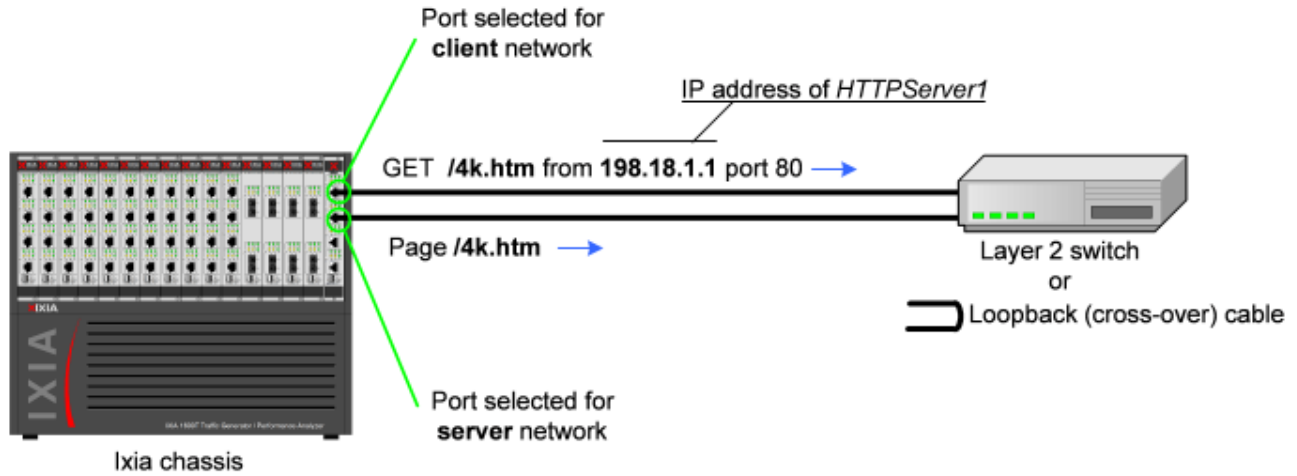 Port selected for
client network
IP address of HTTPServer1
GET /4k.htm from 198.18.1.1 port 80
Page /4k.htm
Layer 2 switch
or
Loopback (cross-over) cable
IXIA
IXIA
Port selected for
server network
Ixia chassis